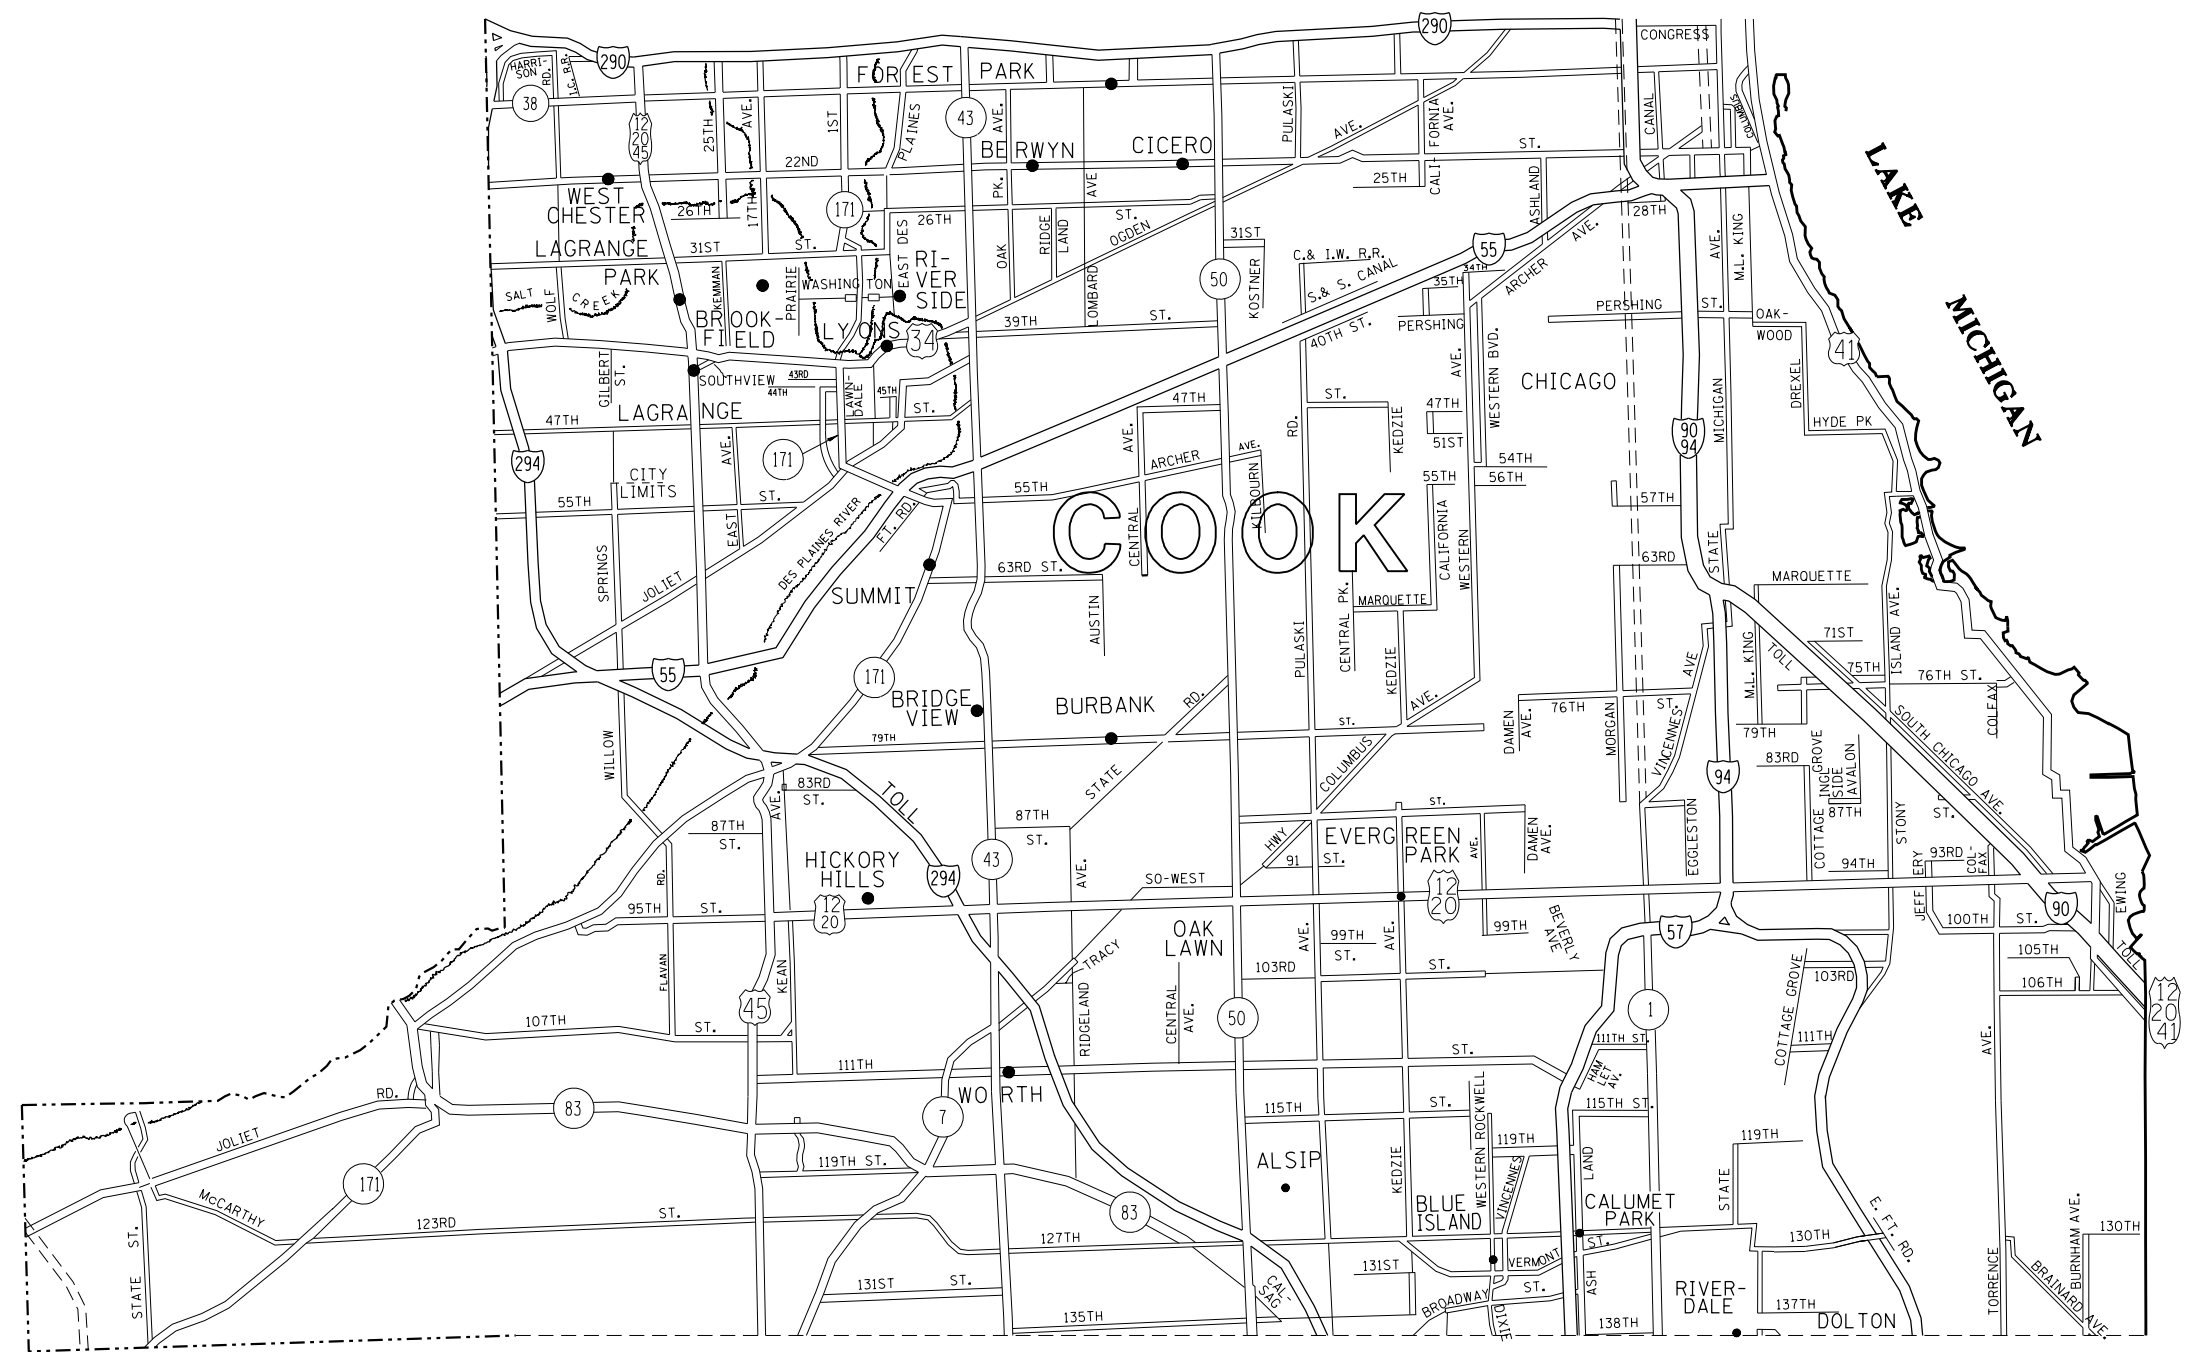 290
290
CONGRESS
HARRI-
SON
RD.
I.C. R.R.
FOREST PARK
38
43
12
20
45
25TH
AVE.
1ST
PLAINES
AVE.
PULASKI
AVE.
CALI-FORNIA
AVE.
CANAL
COLUMBUS
LAKE
MICHIGAN
22ND
BERWYN
CICERO
ST.
WEST
CHESTER
26TH
17TH
171
26TH
PK.
AVE
25TH
ASHLAND
28TH
LAGRANGE
PARK
31ST
ST.
EAST DES
RI-
VER
SIDE
OAK
RIDGE
LAND
ST.
OGDEN
31ST
C.& I.W. R.R.
55
AVE.
ARCHER
AVE.
M.L. KING
SALT
CREEK
WOLF
PRAIRIE
WASHINGTON
LOMBARD
50
KOSTNER
S.& S. CANAL
34TH
35TH
PERSHING
ST.
OAK-
WOOD
BROOK-
FIELD
LYONS
34
39TH
ST.
40TH ST.
PERSHING
41
GILBERT
ST.
SOUTHVIEW
43RD
44TH
LAWN-
DALE
45TH
AVE.
WESTERN BVD.
CHICAGO
MICHIGAN
DREXEL
LAGRANGE
47TH
ST.
47TH
ST.
47TH
51ST
KEDZIE
HYDE PK
90
94
294
171
CITY
LIMITS
AVE.
AVE.
ARCHER
AVE.
RD.
54TH
56TH
55TH
ST.
55TH
55TH
57TH
EAST
DES PLAINES RIVER
FT. RD.
COOK
CENTRAL
KILBOURN
CALIFORNIA
WESTERN
STATE
SPRINGS
JOLIET
SUMMIT
63RD ST.
63RD
MARQUETTE
AUSTIN
PULASKI
CENTRAL PK.
MARQUETTE
KEDZIE
AVE
M.L. KING
TOLL
71ST
75TH
76TH ST.
ISLAND AVE.
55
171
BRIDGE
VIEW
BURBANK
RD.
AVE.
76TH
ST.
COLFAX
79TH
ST.
DAMEN
AVE.
MORGAN
VINCENNES
79TH
SOUTH CHICAGO AVE.
WILLOW
83RD
ST.
TOLL
STATE
COLUMBUS
94
83RD
COTTAGE GROVE
INGL
SIDE
AVALON
87TH
ST.
AVE.
87TH
ST.
87TH
ST.
ST.
HWY
EVERGREEN
PARK
AVE.
DAMEN
AVE.
EGGLESTON
STONY
HICKORY
HILLS
43
294
AVE.
91
ST.
94TH
93RD
COL-
FAX
JEFFERY
RD.
95TH
ST.
12
20
SO-WEST
12
20
90
EWING
OAK
LAWN
AVE.
99TH
ST.
AVE.
99TH
BEVERLY
AVE
57
100TH
ST.
TRACY
103RD
ST.
103RD
105TH
106TH
TOLL
FLAVAN
KEAN
45
RIDGELAND
CENTRAL
AVE.
50
1
COTTAGE GROVE
12
20
41
107TH
ST.
111TH
ST.
111TH ST.
111TH
AVE.
HAM
LET
AV.
RD.
83
7
WORTH
115TH
ST.
115TH ST.
WESTERN
ROCKWELL
JOLIET
119TH ST.
ALSIP
119TH
119TH
McCARTHY
171
KEDZIE
BLUE
ISLAND
VINCENNES
LAND
CALUMET
PARK
STATE
123RD
ST.
83
127TH
ST.
130TH
E. FT. RD.
130TH
STATE
ST.
131ST
ST.
131ST
VERMONT
ST.
ASH
TORRENCE
BURNHAM AVE.
BRAINARD AVE.
CAL-
SAG
BROADWAY
DIXIE
135TH
138TH
RIVER-
DALE
137TH
DOLTON